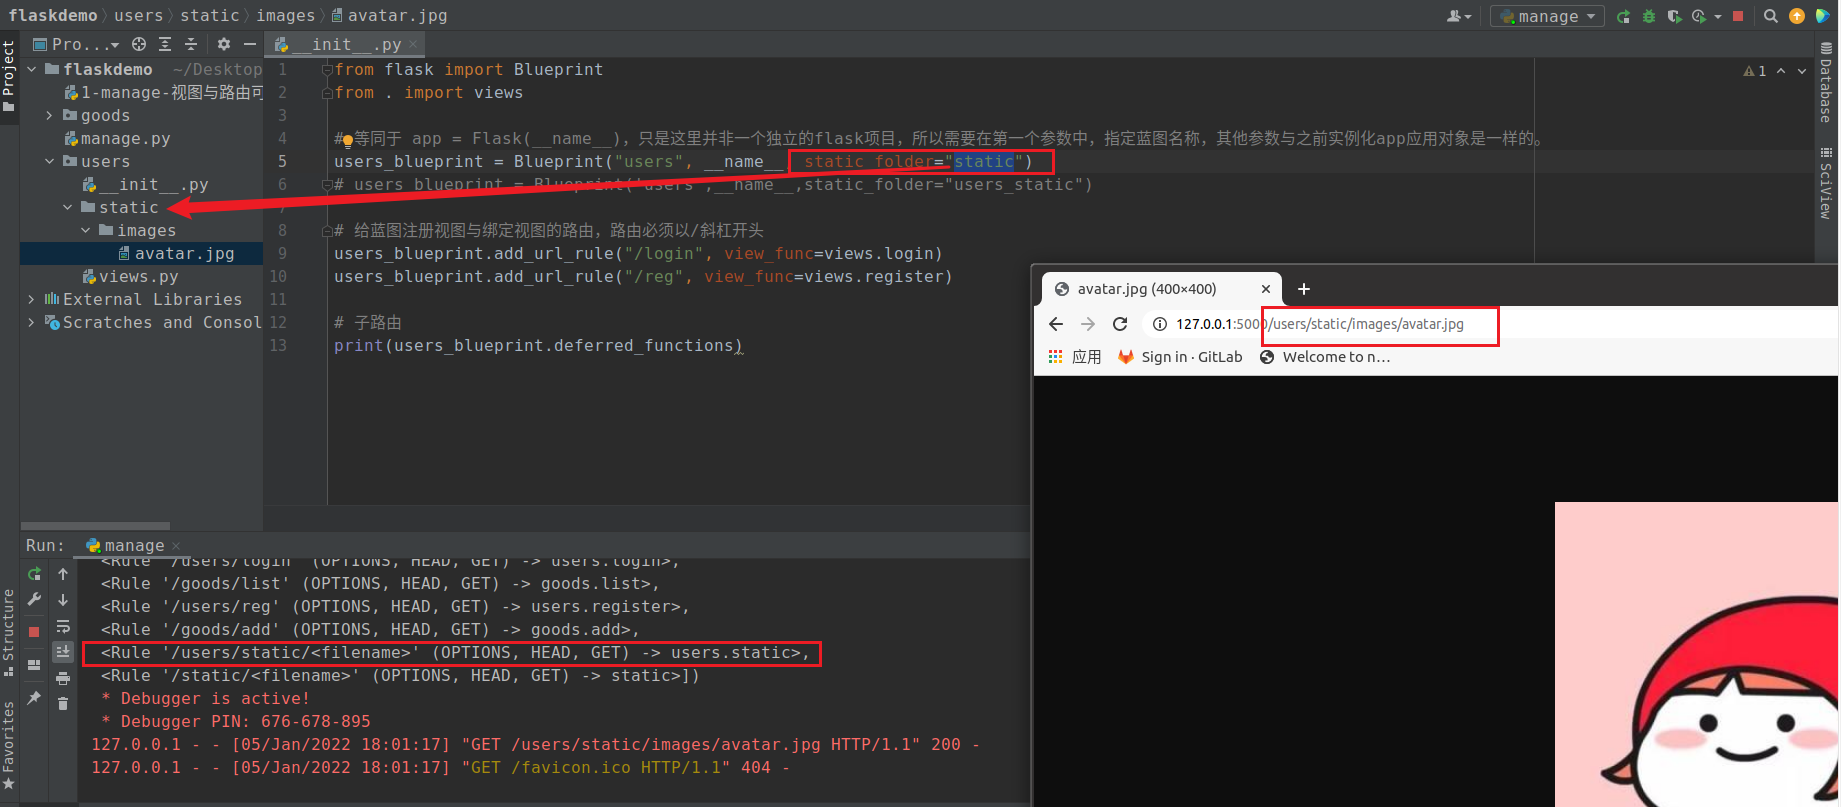 flaskdemo users static images avatar.jpg
manage
Project
Pro...
__init__.py
flaskdemo ~/Desktop
1-manage-视图与路由可
goods
manage.py
users
__init__.py
static
images
avatar.jpg
views.py
External Libraries
Scratches and Consol
1 from flask import Blueprint
2 from . import views
3
4 # 等同于 app = Flask(__name__)，只是这里并非一个独立的flask项目，所以需要在第一个参数中，指定蓝图名称，其他参数与之前实例化app应用对象是一样的。
5 users_blueprint = Blueprint("users", __name__, static_folder="static")
6 # users_blueprint = Blueprint('users',__name__,static_folder="users_static")
8 # 给蓝图注册视图与绑定视图的路由，路由必须以/斜杠开头
9 users_blueprint.add_url_rule("/login", view_func=views.login)
10 users_blueprint.add_url_rule("/reg", view_func=views.register)
11
12 # 子路由
13 print(users_blueprint.deferred_functions)
1
Database
SciView
avatar.jpg (400×400)
127.0.0.1:5000/users/static/images/avatar.jpg
应用 Sign in · GitLab Welcome to n…
Run: manage
<Rule '/users/login' (OPTIONS, HEAD, GET) -> users.login>,
<Rule '/goods/list' (OPTIONS, HEAD, GET) -> goods.list>,
<Rule '/users/reg' (OPTIONS, HEAD, GET) -> users.register>,
<Rule '/goods/add' (OPTIONS, HEAD, GET) -> goods.add>,
<Rule '/users/static/<filename>' (OPTIONS, HEAD, GET) -> users.static>,
<Rule '/static/<filename>' (OPTIONS, HEAD, GET) -> static>])
* Debugger is active!
* Debugger PIN: 676-678-895
127.0.0.1 - - [05/Jan/2022 18:01:17] "GET /users/static/images/avatar.jpg HTTP/1.1" 200 -
127.0.0.1 - - [05/Jan/2022 18:01:17] "GET /favicon.ico HTTP/1.1" 404 -
Structure
Favorites